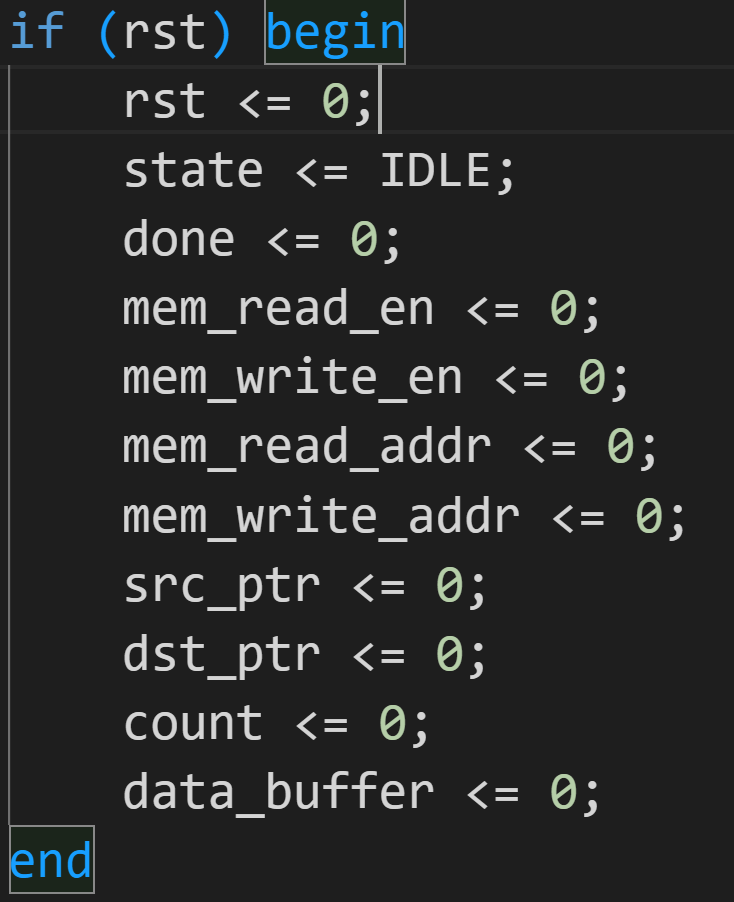 if (rst) begin
    rst <= 0;
    state <= IDLE;
    done <= 0;
    mem_read_en <= 0;
    mem_write_en <= 0;
    mem_read_addr <= 0;
    mem_write_addr <= 0;
    src_ptr <= 0;
    dst_ptr <= 0;
    count <= 0;
    data_buffer <= 0;
end